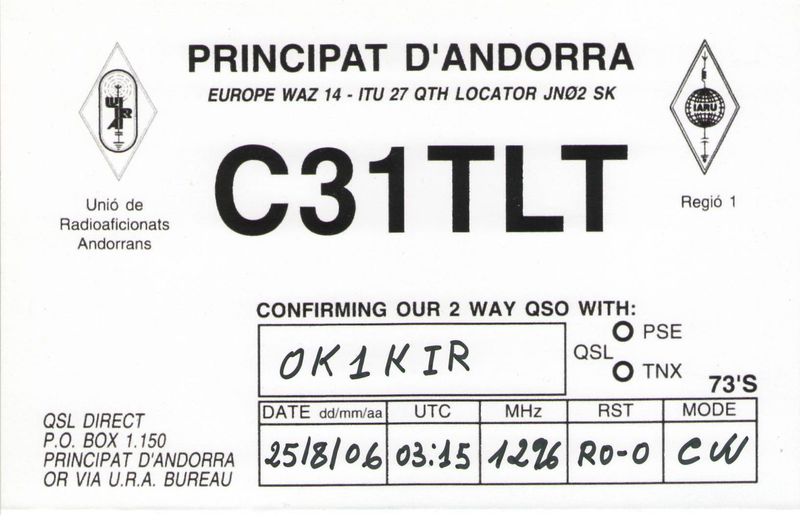 PRINCIPAT D'ANDORRA
EUROPE WAZ 14 - ITU 27 QTH LOCATOR JNØ2 SK
C31TLT
URA
Unió de
Radioaficionats
Andorrans
IARU
Regió 1
CONFIRMING OUR 2 WAY QSO WITH:
OK1KIR
QSL
PSE
TNX
73'S
DATE dd/mm/aa UTC MHz RST MODE
25/8/06 03:15 1296 RO-O CW
QSL DIRECT
P.O. BOX 1.150
PRINCIPAT D'ANDORRA
OR VIA U.R.A. BUREAU